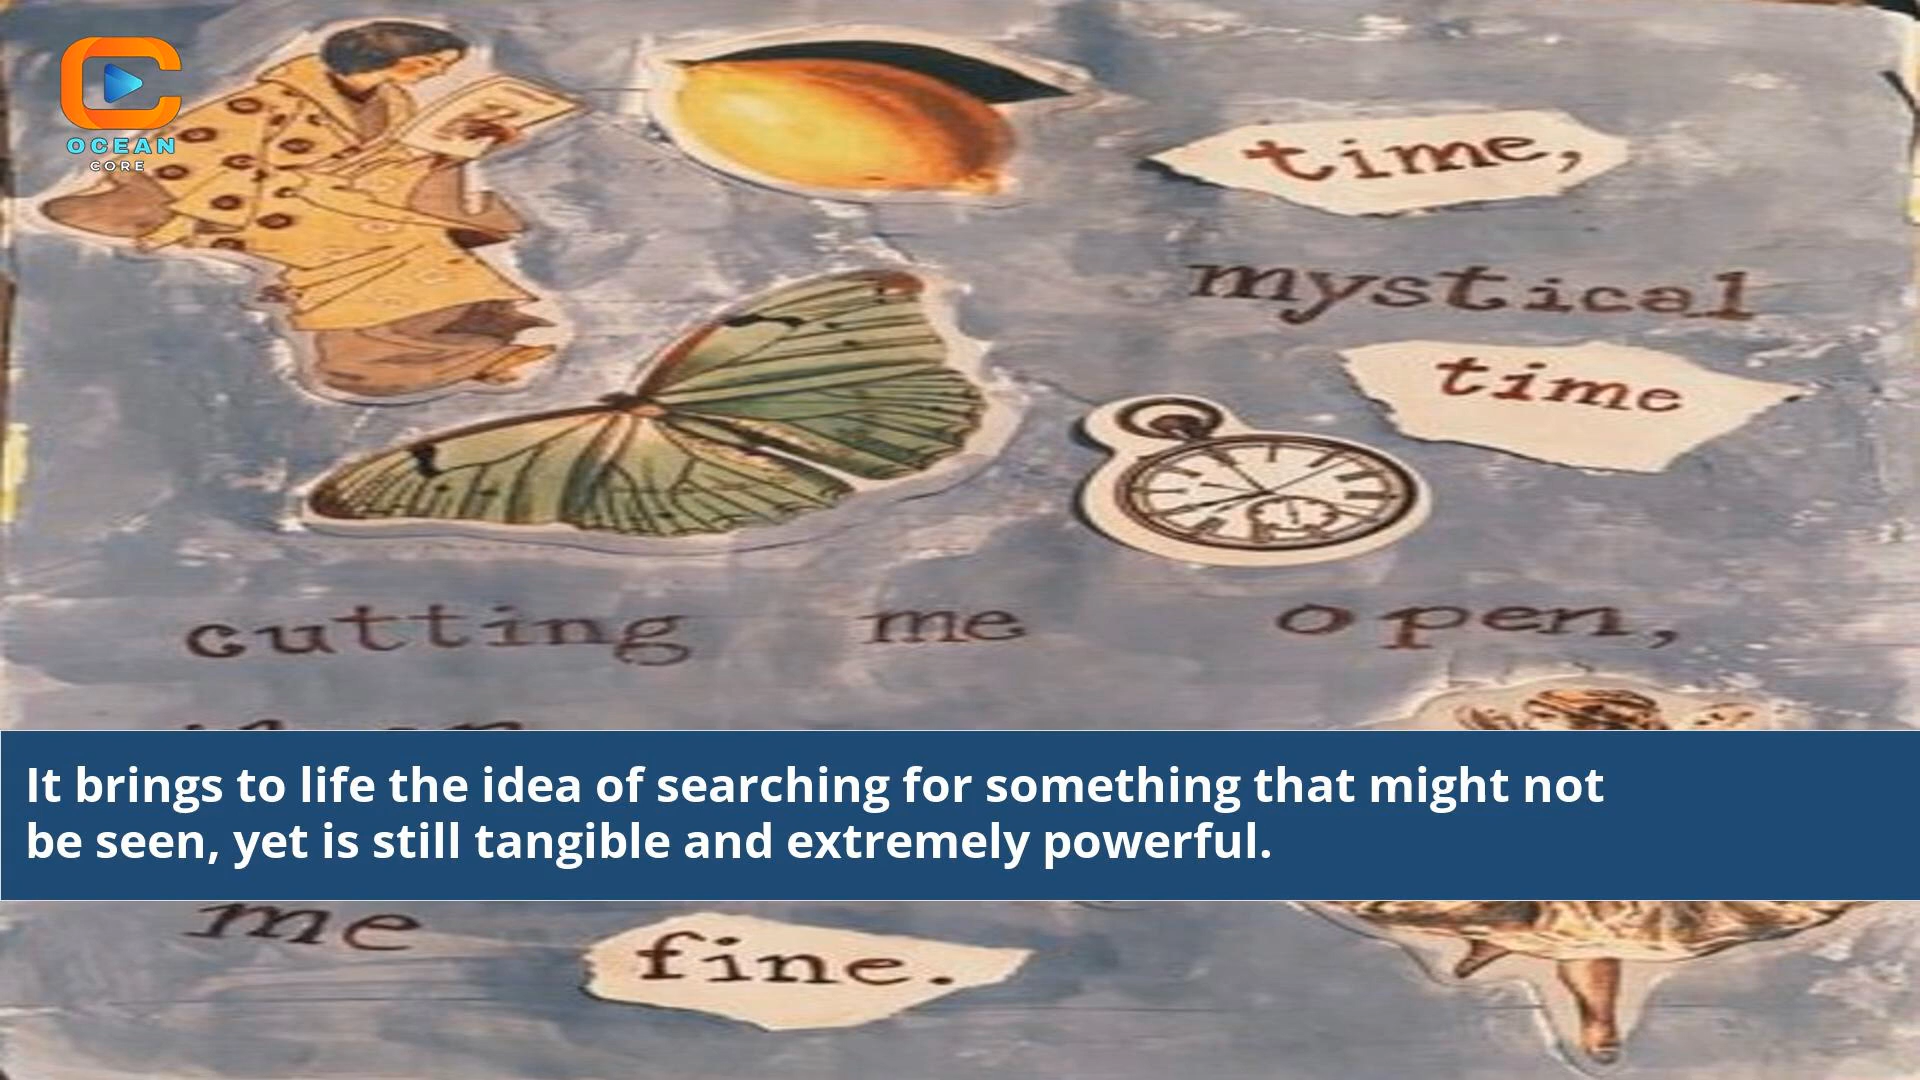 OCEAN
CORE
time,
mystical
time
cutting me open,
It brings to life the idea of searching for something that might not
be seen, yet is still tangible and extremely powerful.
me
fine.